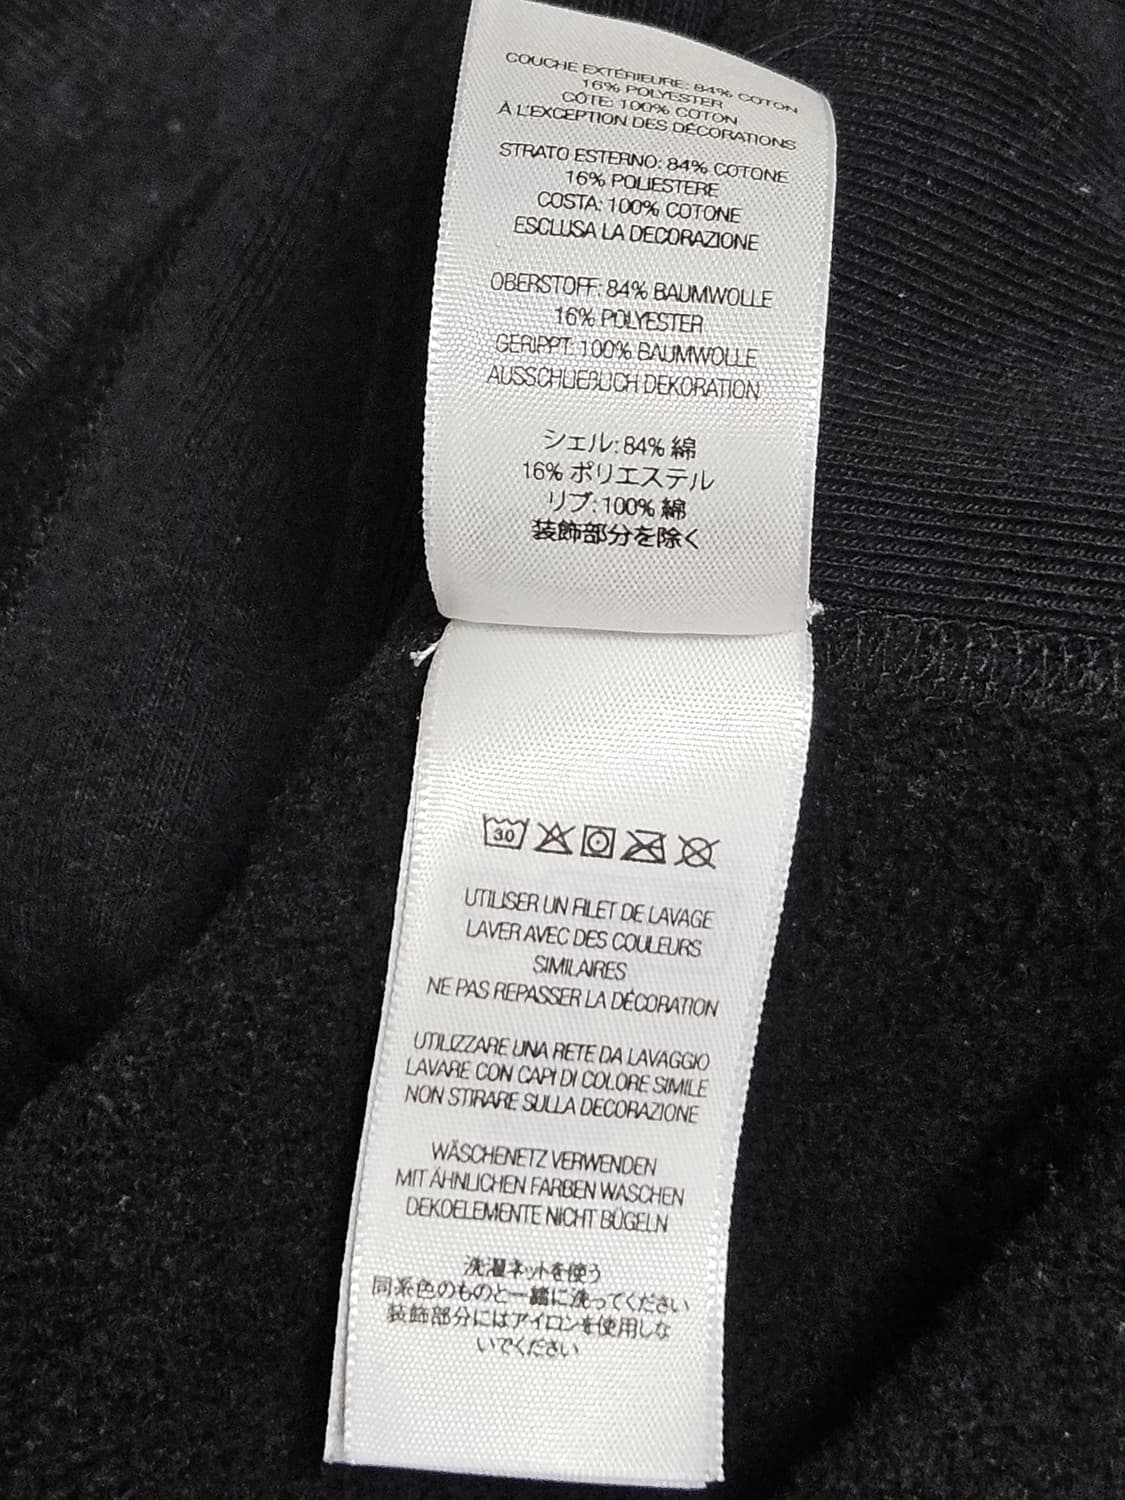 COUCHE EXTÉRIEURE: 84% COTON
16% POLYESTER
CÔTE: 100% COTON
À L'EXCEPTION DES DÉCORATIONS
STRATO ESTERNO: 84% COTONE
16% POLIESTERE
COSTA: 100% COTONE
ESCLUSA LA DECORAZIONE
OBERSTOFF: 84% BAUMWOLLE
16% POLYESTER
GERIPPT: 100% BAUMWOLLE
AUSSCHLIEßLICH DEKORATION
シェル: 84% 綿
16% ポリエステル
リブ: 100% 綿
装飾部分を除く
30
UTILISER UN FILET DE LAVAGE
LAVER AVEC DES COULEURS
SIMILAIRES
NE PAS REPASSER LA DÉCORATION
UTILIZZARE UNA RETE DA LAVAGGIO
LAVARE CON CAPI DI COLORE SIMILE
NON STIRARE SULLA DECORAZIONE
WÄSCHENETZ VERWENDEN
MIT ÄHNLICHEN FARBEN WASCHEN
DEKOELEMENTE NICHT BÜGELN
洗濯ネットを使う
同系色のものと一緒に洗ってください
装飾部分にはアイロンを使用しな
いでください